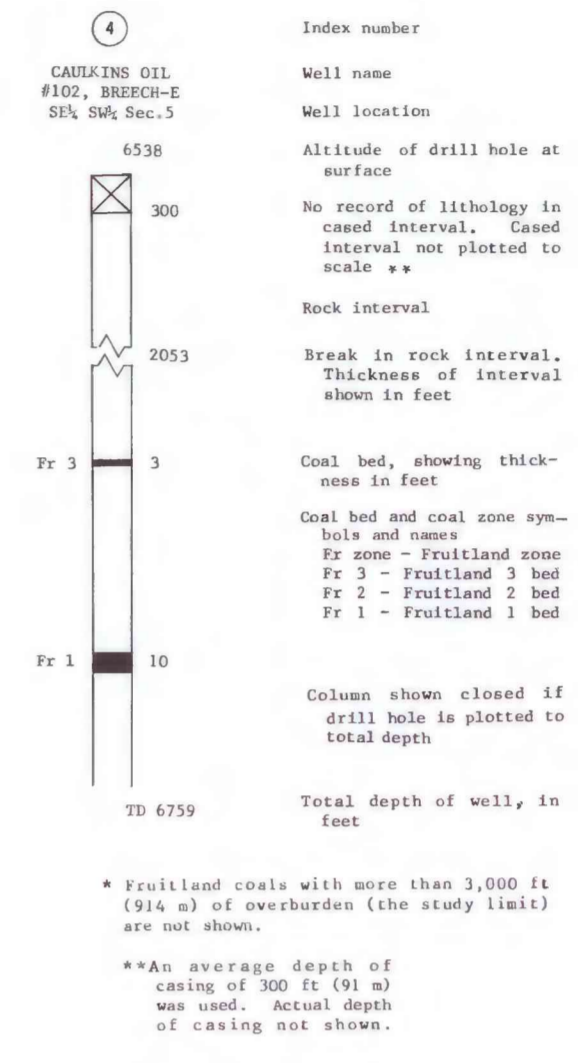 4 Index number
CAULKINS OIL Well name
#102, BREECH-E
SE¼ SW¼ Sec.5 Well location
6538 Altitude of drill hole at
surface
300 No record of lithology in
cased interval. Cased
interval not plotted to
scale **
Rock interval
2053 Break in rock interval.
Thickness of interval
shown in feet
Fr 3 3 Coal bed, showing thick-
ness in feet
Coal bed and coal zone sym-
bols and names
Fr zone - Fruitland zone
Fr 3 - Fruitland 3 bed
Fr 2 - Fruitland 2 bed
Fr 1 - Fruitland 1 bed
Fr 1 10
Column shown closed if
drill hole is plotted to
total depth
TD 6759 Total depth of well, in
feet
* Fruitland coals with more than 3,000 ft
(914 m) of overburden (the study limit)
are not shown.
**An average depth of
casing of 300 ft (91 m)
was used. Actual depth
of casing not shown.